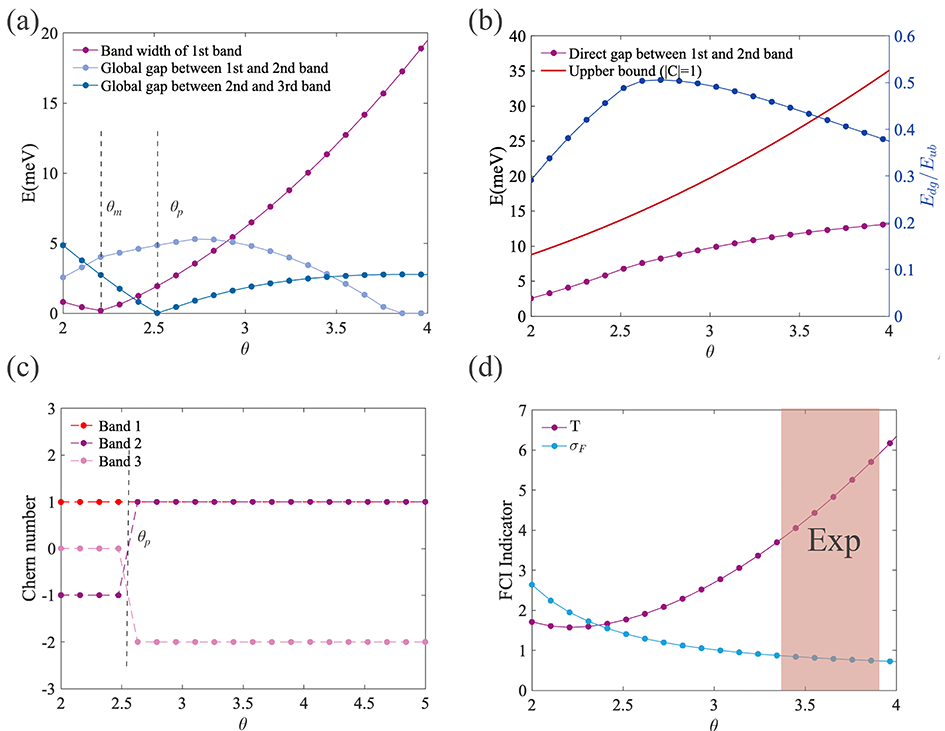 (a)
20
15
10
5
0
E(meV)
Band width of 1st band
Global gap between 1st and 2nd band
Global gap between 2nd and 3rd band
θm
θp
2 2.5 3 3.5 4
θ
(b)
40
35
30
25
20
15
10
5
0
E(meV)
Direct gap between 1st and 2nd band
Uppber bound (|C|=1)
0.6
0.5
0.4
0.3
0.2
0.1
0
Edg/Eub
2 2.5 3 3.5 4
θ
(c)
3
2
1
0
-1
-2
-3
Chern number
Band 1
Band 2
Band 3
θp
2 2.5 3 3.5 4 4.5 5
θ
(d)
7
6
5
4
3
2
1
0
FCI Indicator
T
σF
Exp
2 2.5 3 3.5 4
θ